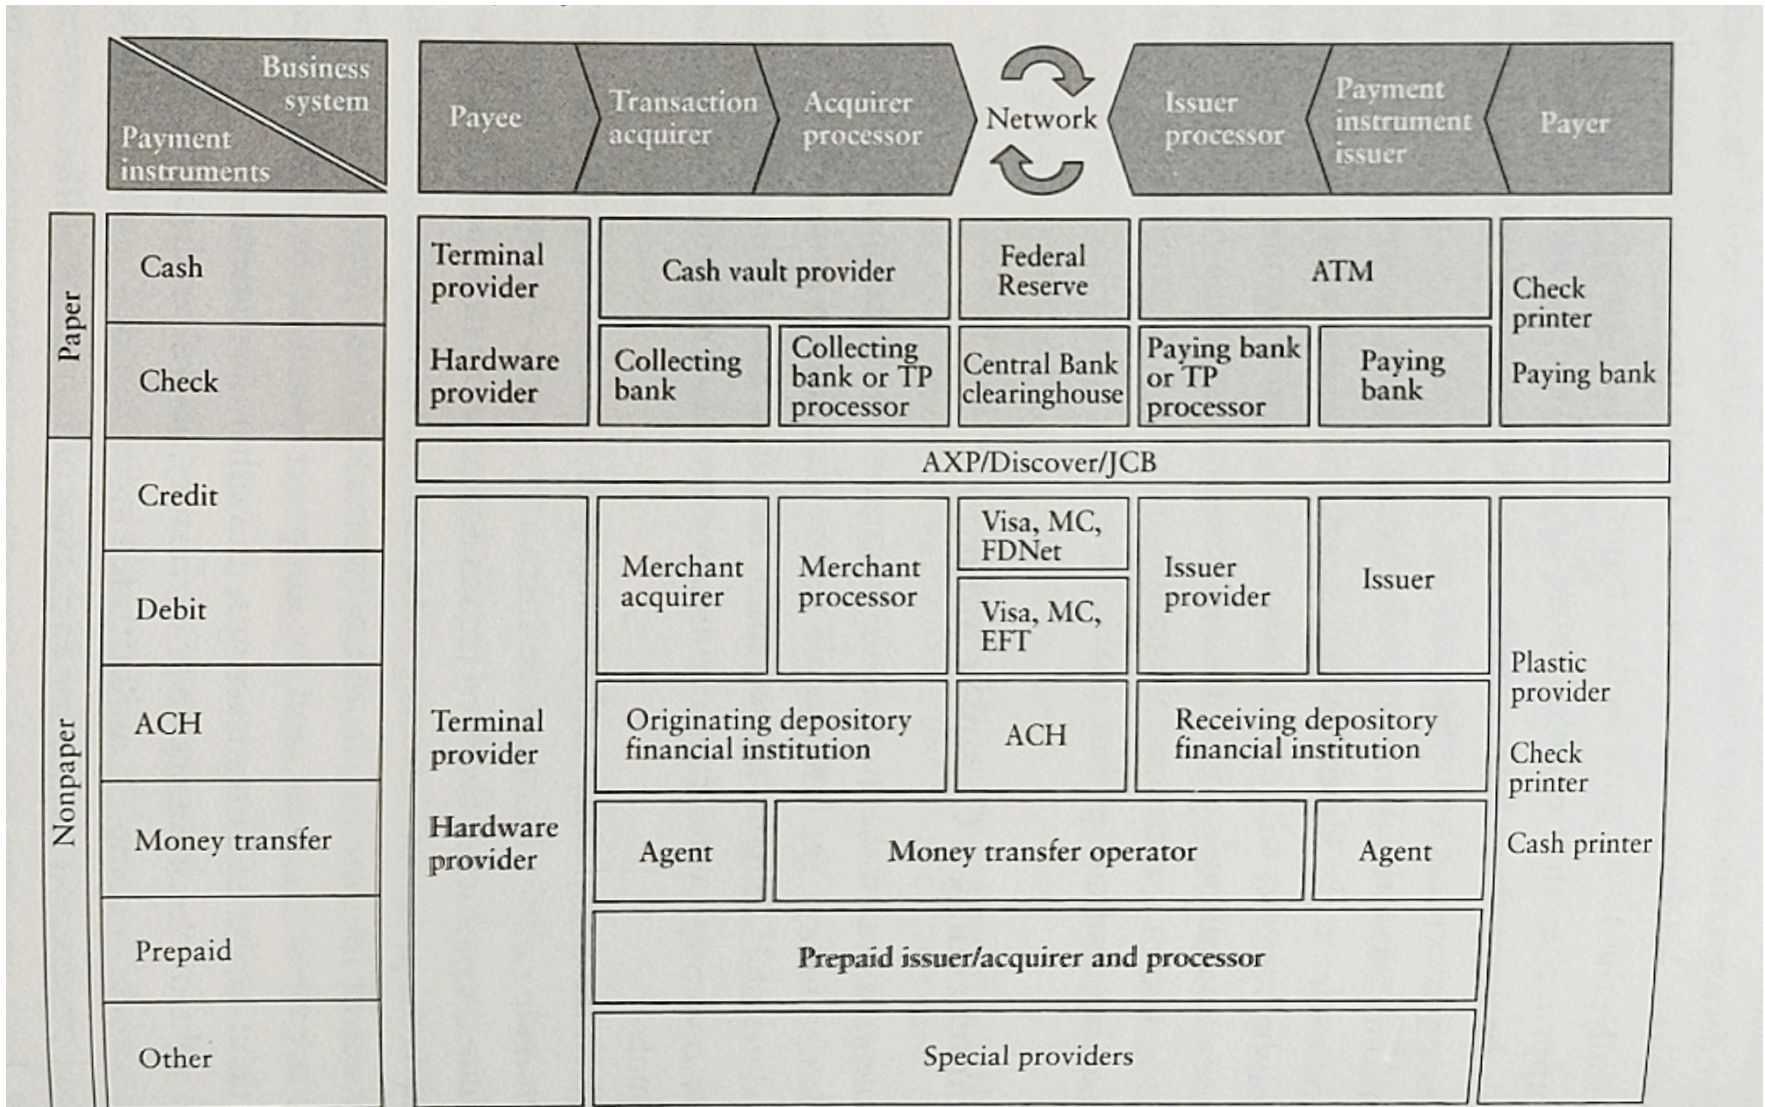 Business
system
Payment
instruments
Payee
Transaction
acquirer
Acquirer
processor
Network
Issuer
processor
Payment
instrument
issuer
Payer
Paper
Cash
Terminal
provider
Cash vault provider
Federal
Reserve
ATM
Check
printer
Check
Hardware
provider
Collecting
bank
Collecting
bank or TP
processor
Central Bank
clearinghouse
Paying bank
or TP
processor
Paying
bank
Paying bank
Nonpaper
Credit
AXP/Discover/JCB
Debit
Merchant
acquirer
Merchant
processor
Visa, MC,
FDNet
Visa, MC,
EFT
Issuer
provider
Issuer
ACH
Terminal
provider
Originating depository
financial institution
ACH
Receiving depository
financial institution
Plastic
provider
Check
printer
Money transfer
Hardware
provider
Agent
Money transfer operator
Agent
Cash printer
Prepaid
Prepaid issuer/acquirer and processor
Other
Special providers